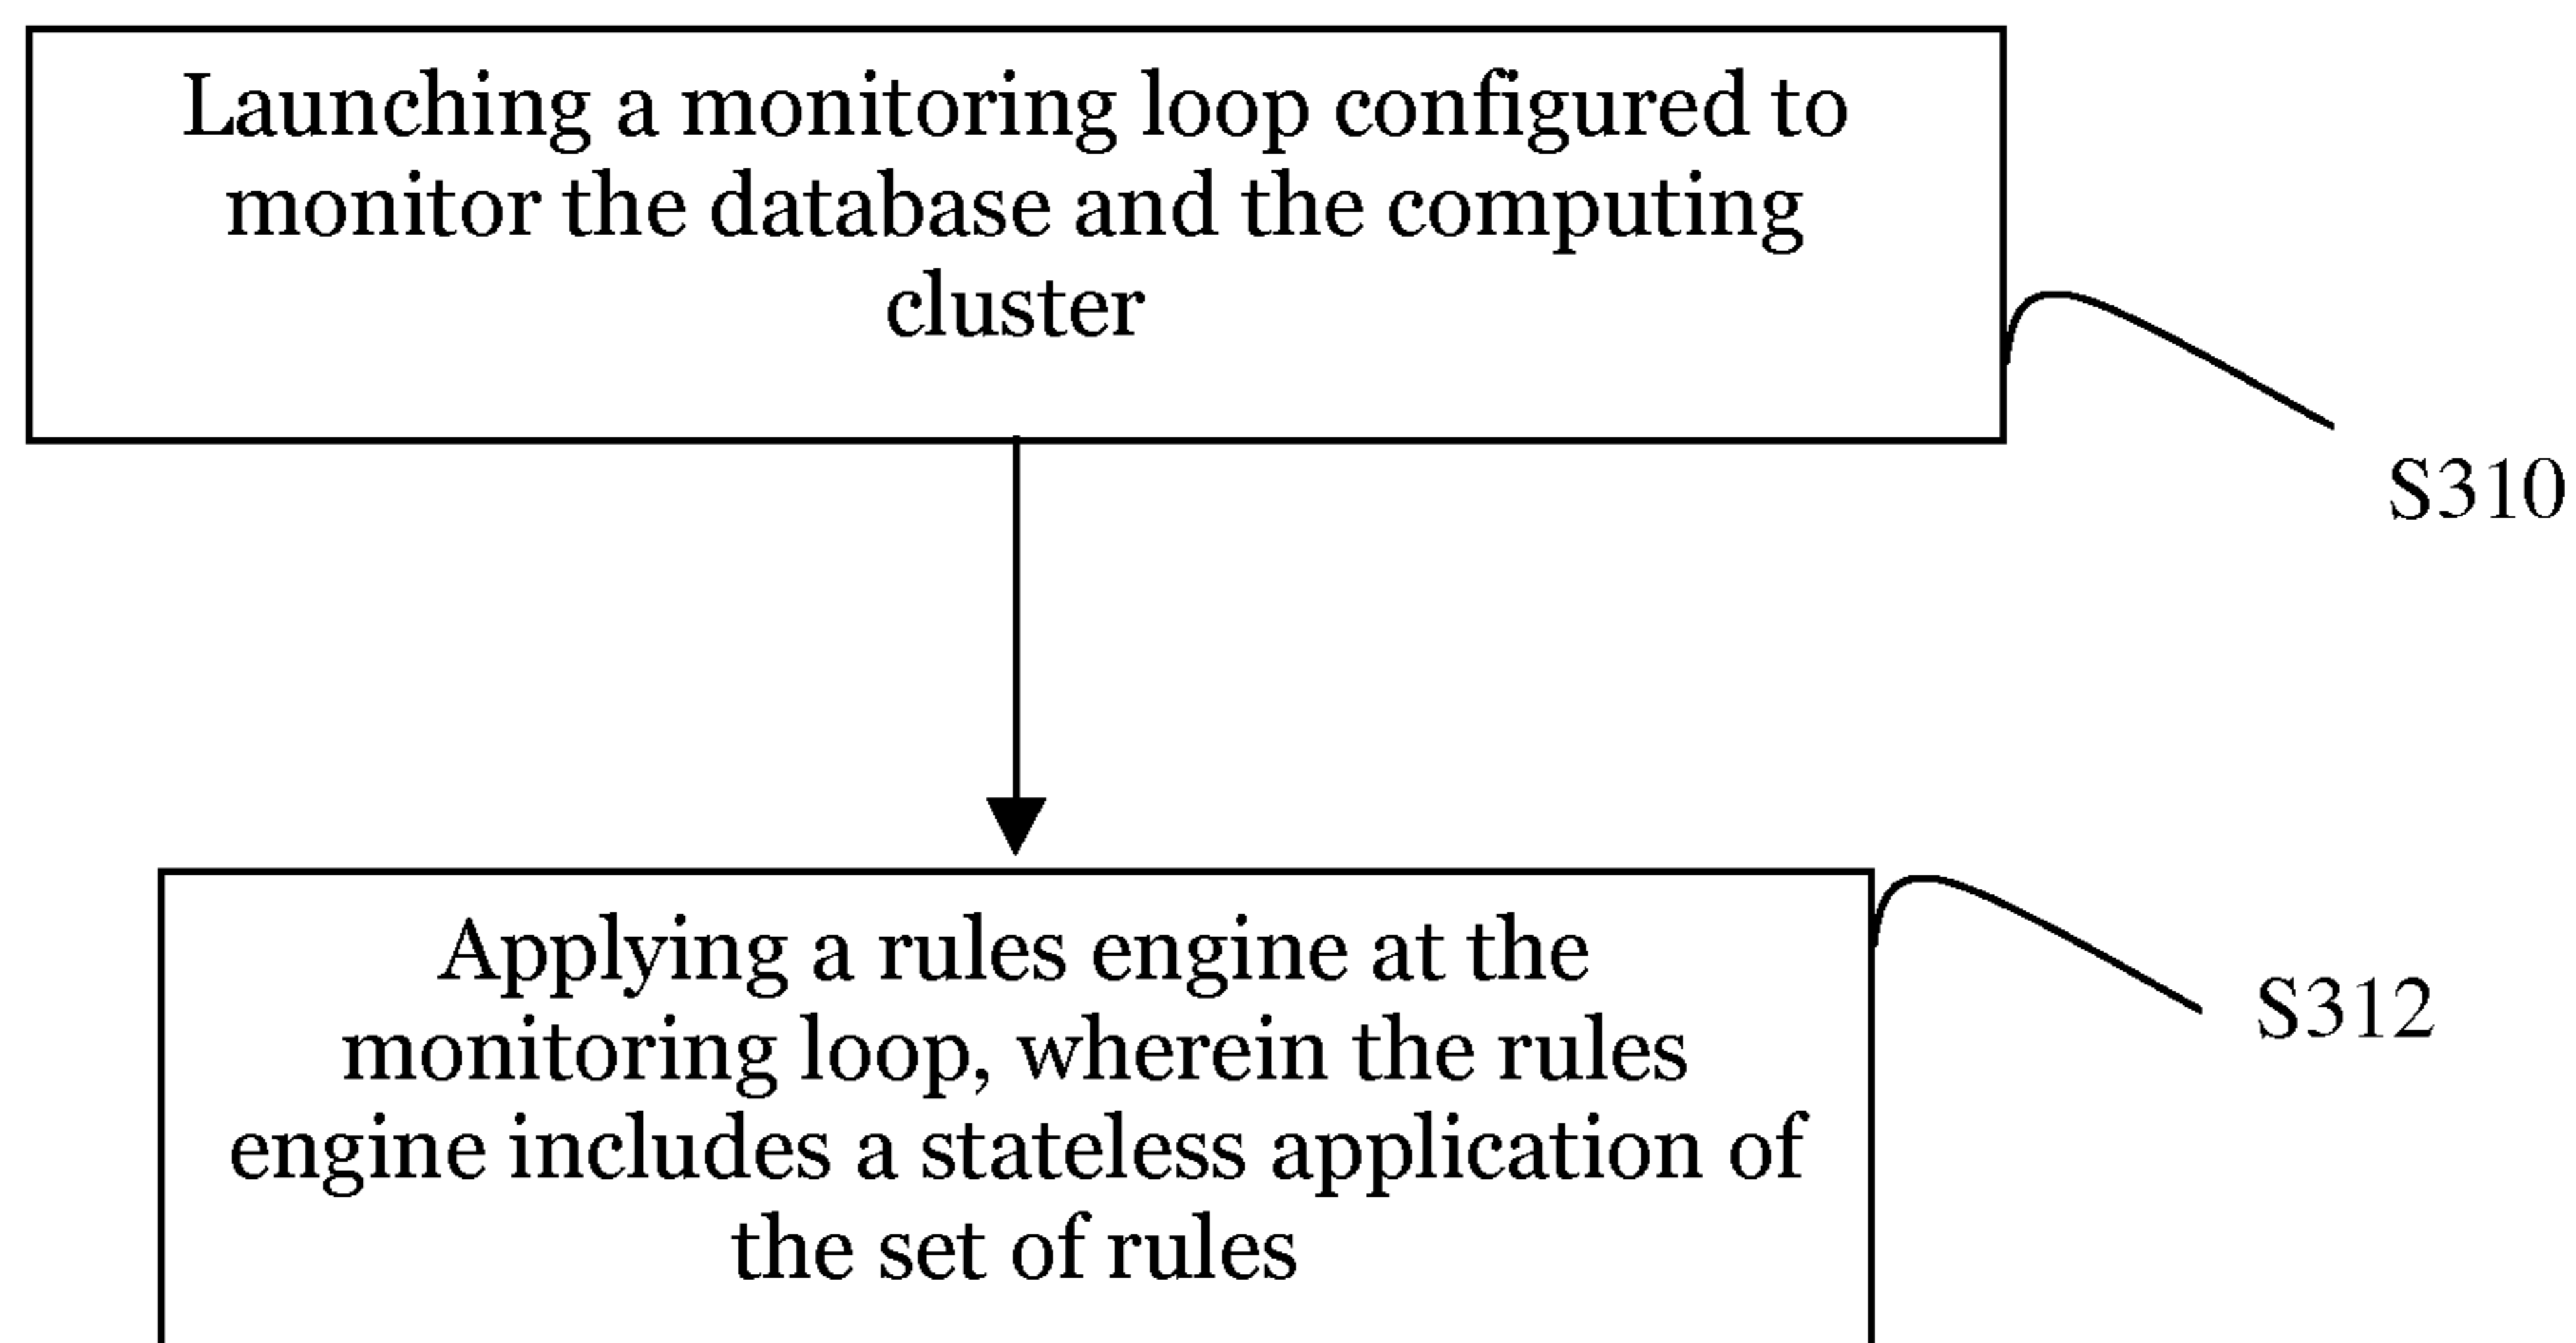 Launching a monitoring loop configured to
monitor the database and the computing
cluster
S310
Applying a rules engine at the
monitoring loop, wherein the rules
engine includes a stateless application of
the set of rules
S312